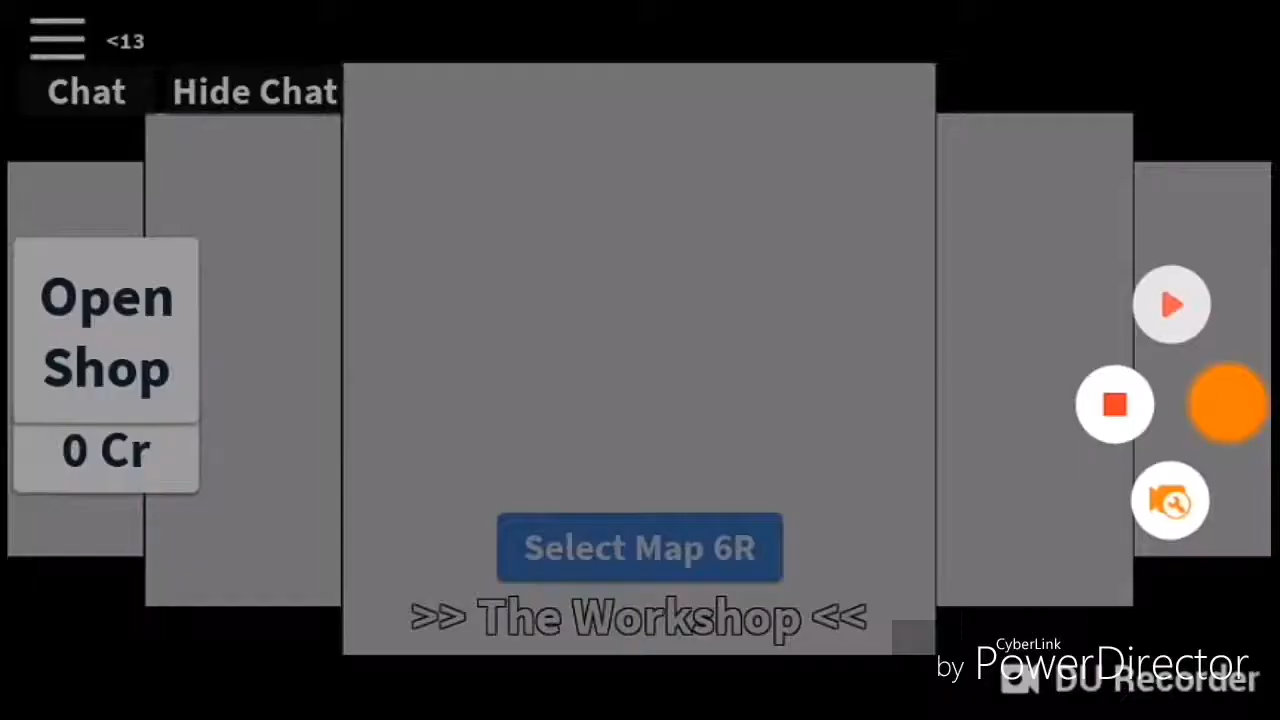 <13
Chat Hide Chat
Open
Shop
0 Cr
Select Map 6R
>> The Workshop <<
CyberLink
by PowerDirector
DU Recorder